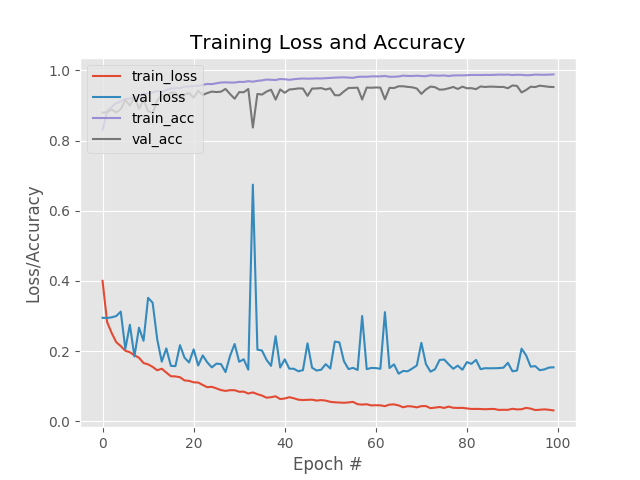 Training Loss and Accuracy
train_loss
val_loss
train_acc
val_acc
1.0
0.8
0.6
0.4
0.2
0.0
Loss/Accuracy
0 20 40 60 80 100
Epoch #